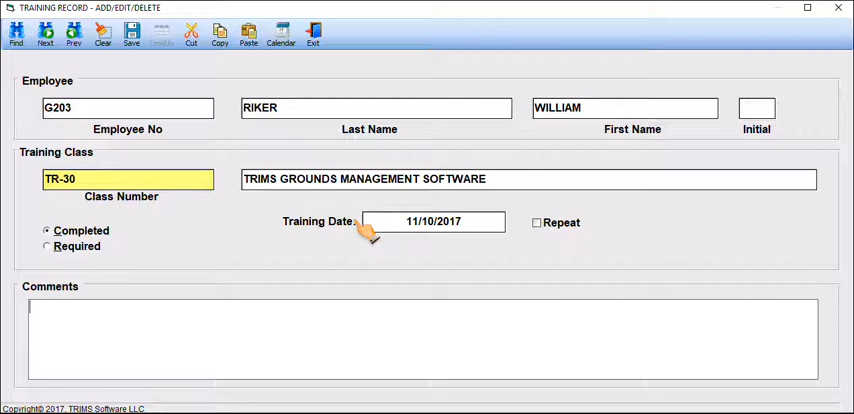 TRAINING RECORD - ADD/EDIT/DELETE
Find Next Prev Clear Save Cut Copy Paste Calendar Exit
Employee
G203 RIKER WILLIAM
Employee No Last Name First Name Initial
Training Class
TR-30 TRIMS GROUNDS MANAGEMENT SOFTWARE
Class Number
Training Date: 11/10/2017 Repeat
Completed
Required
Comments
Copyright© 2017, TRIMS Software LLC